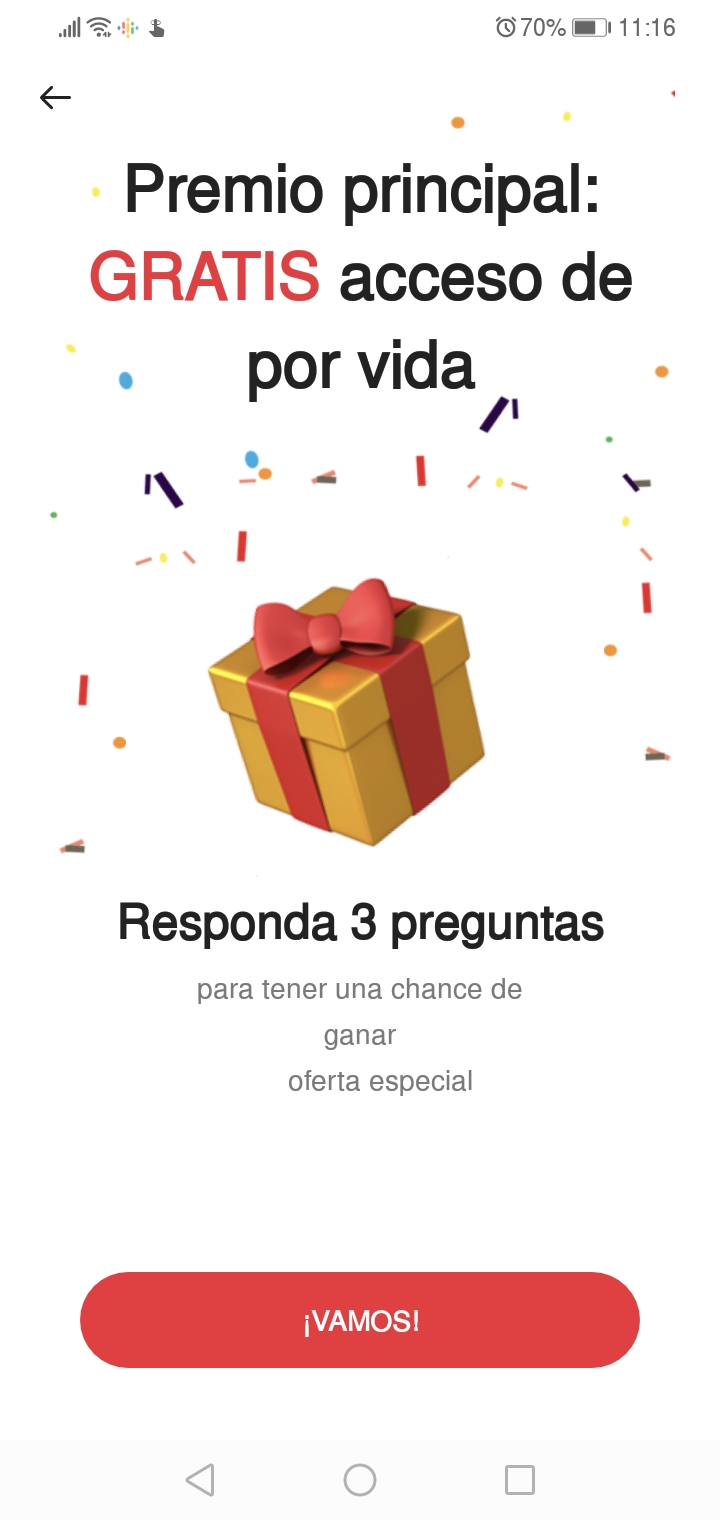 70% 11:16
Premio principal:
GRATIS acceso de
por vida
Responda 3 preguntas
para tener una chance de
ganar
oferta especial
¡VAMOS!